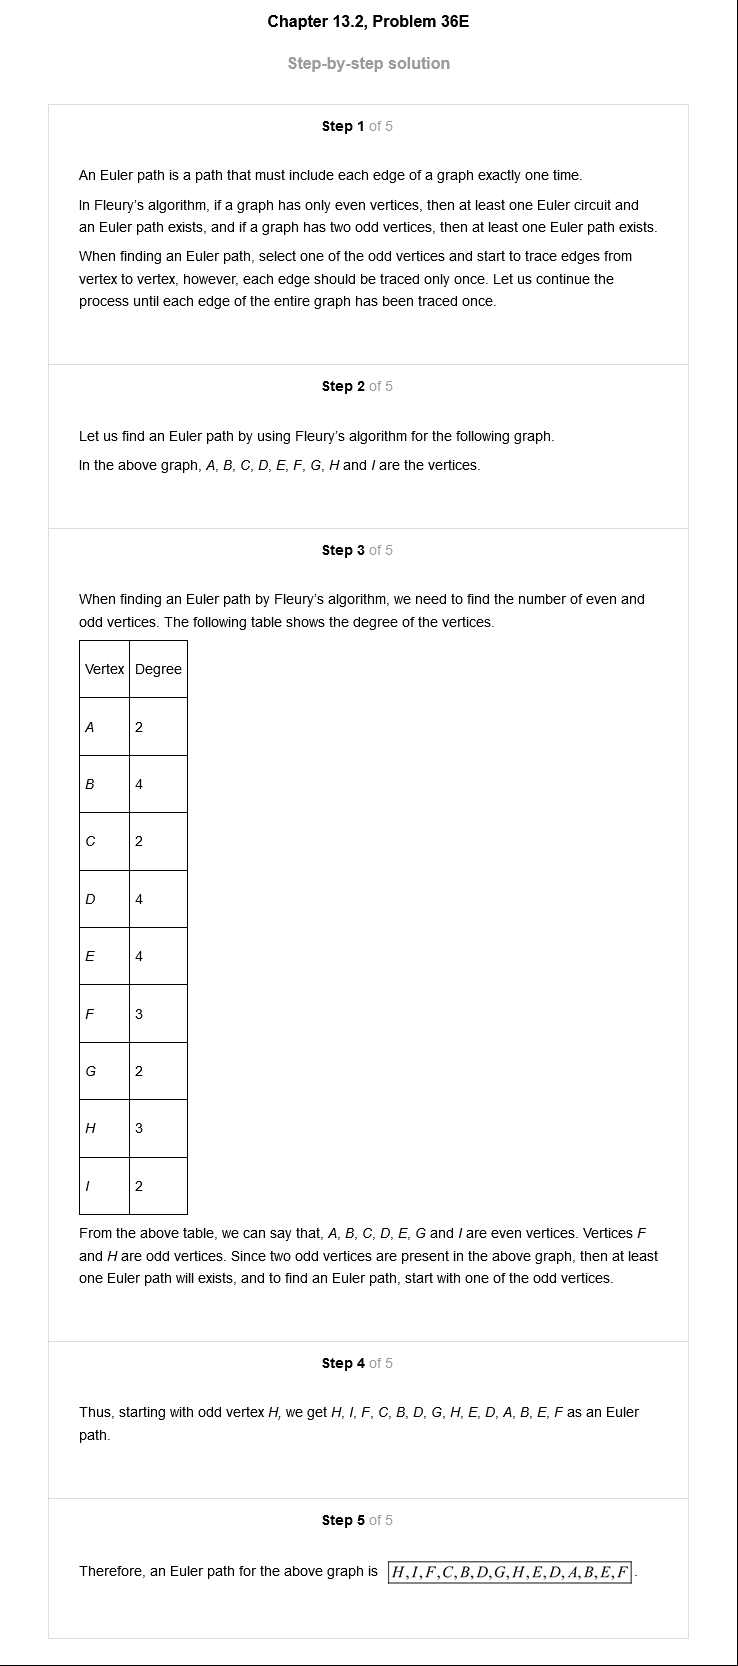 Chapter 13.2, Problem 36E
Step-by-step solution
Step 1 of 5
An Euler path is a path that must include each edge of a graph exactly one time.
In Fleury's algorithm, if a graph has only even vertices, then at least one Euler circuit and
an Euler path exists, and if a graph has two odd vertices, then at least one Euler path exists.
When finding an Euler path, select one of the odd vertices and start to trace edges from
vertex to vertex, however, each edge should be traced only once. Let us continue the
process until each edge of the entire graph has been traced once.
Step 2 of 5
Let us find an Euler path by using Fleury's algorithm for the following graph.
In the above graph, A, B, C, D, E, F, G, H and I are the vertices.
Step 3 of 5
When finding an Euler path by Fleury's algorithm, we need to find the number of even and
odd vertices. The following table shows the degree of the vertices.
Vertex Degree
A 2
B 4
C 2
D 4
E 4
F 3
G 2
H 3
I 2
From the above table, we can say that, A, B, C, D, E, G and I are even vertices. Vertices F
and H are odd vertices. Since two odd vertices are present in the above graph, then at least
one Euler path will exists, and to find an Euler path, start with one of the odd vertices.
Step 4 of 5
Thus, starting with odd vertex H, we get H, I, F, C, B, D, G, H, E, D, A, B, E, F as an Euler
path.
Step 5 of 5
Therefore, an Euler path for the above graph is H,I,F,C,B,D,G,H,E,D,A,B,E,F.